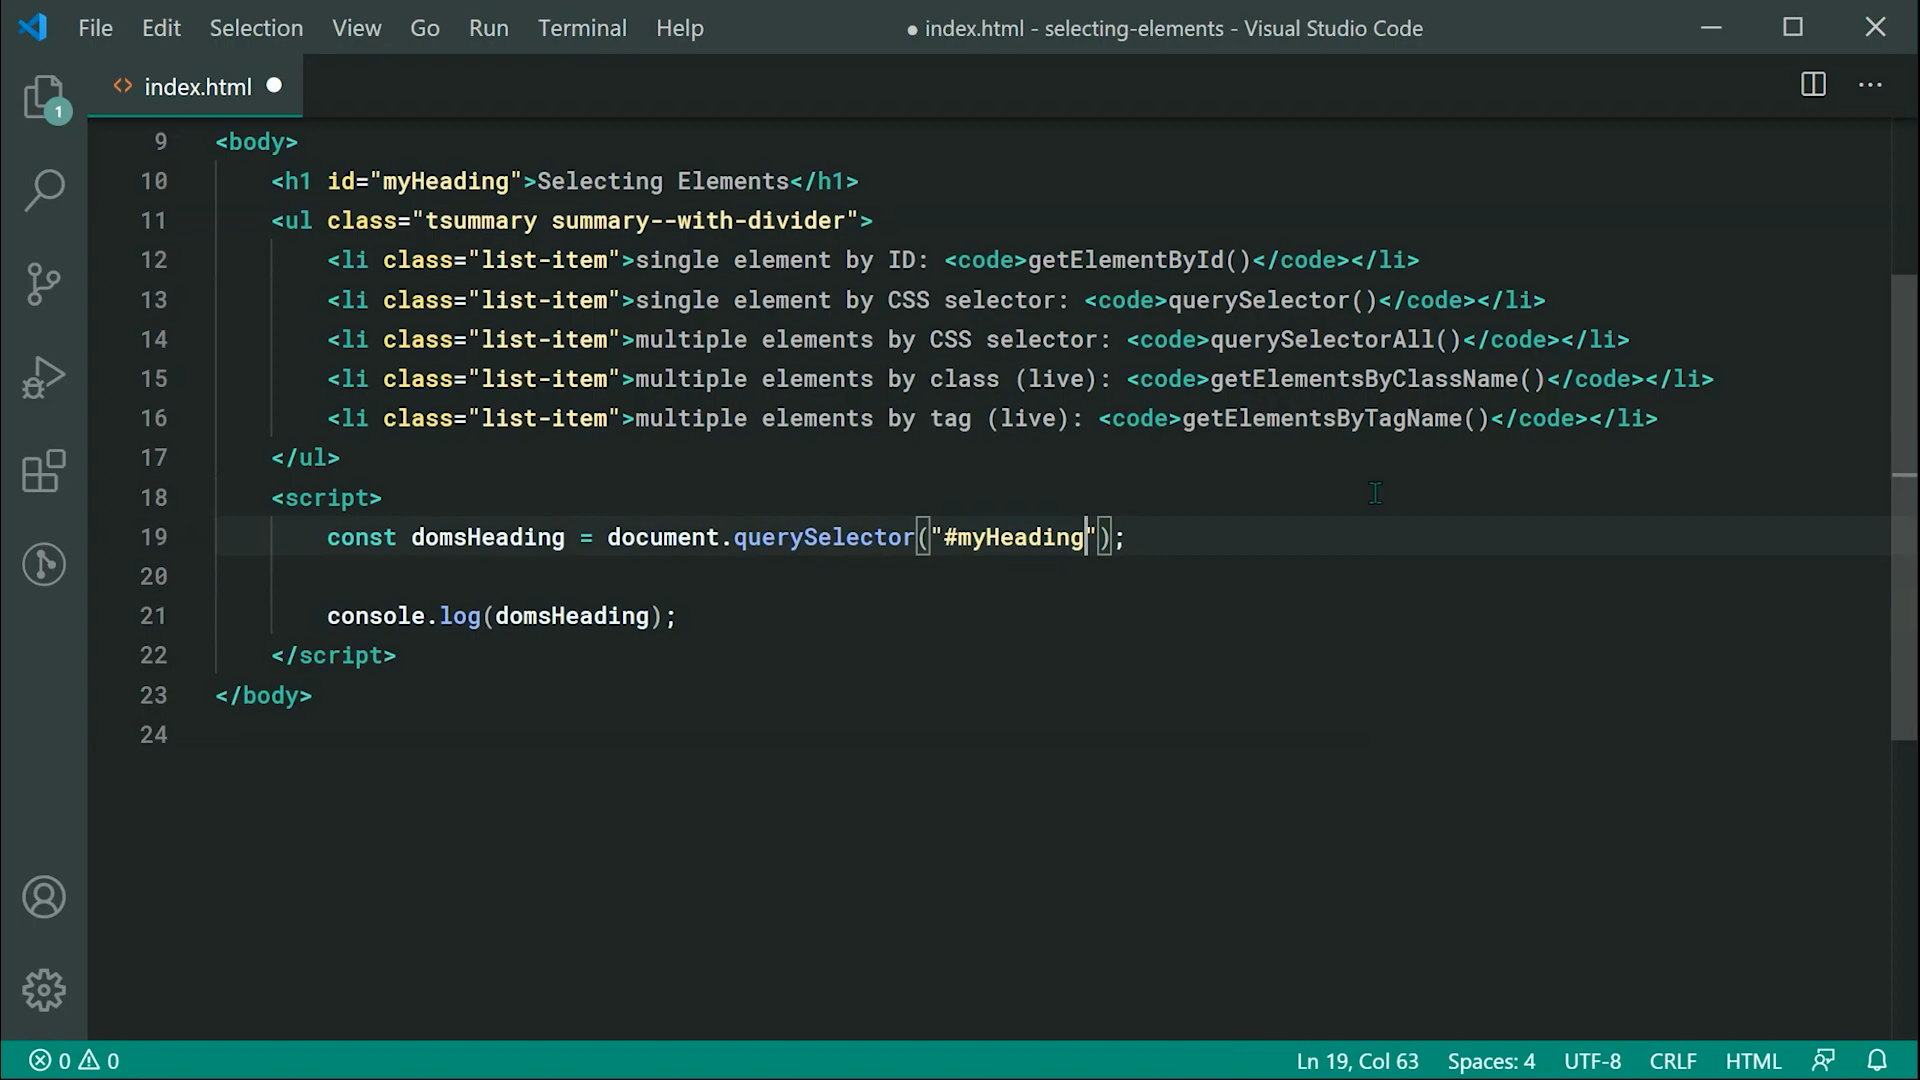 File Edit Selection View Go Run Terminal Help ● index.html - selecting-elements - Visual Studio Code
1
<> index.html ● ...
9 <body>
10 <h1 id="myHeading">Selecting Elements</h1>
11 <ul class="tsummary summary--with-divider">
12 <li class="list-item">single element by ID: <code>getElementById()</code></li>
13 <li class="list-item">single element by CSS selector: <code>querySelector()</code></li>
14 <li class="list-item">multiple elements by CSS selector: <code>querySelectorAll()</code></li>
15 <li class="list-item">multiple elements by class (live): <code>getElementsByClassName()</code></li>
16 <li class="list-item">multiple elements by tag (live): <code>getElementsByTagName()</code></li>
17 </ul>
18 <script>
19 const domsHeading = document.querySelector("#myHeading");
20
21 console.log(domsHeading);
22 </script>
23 </body>
24
0 0 Ln 19, Col 63 Spaces: 4 UTF-8 CRLF HTML